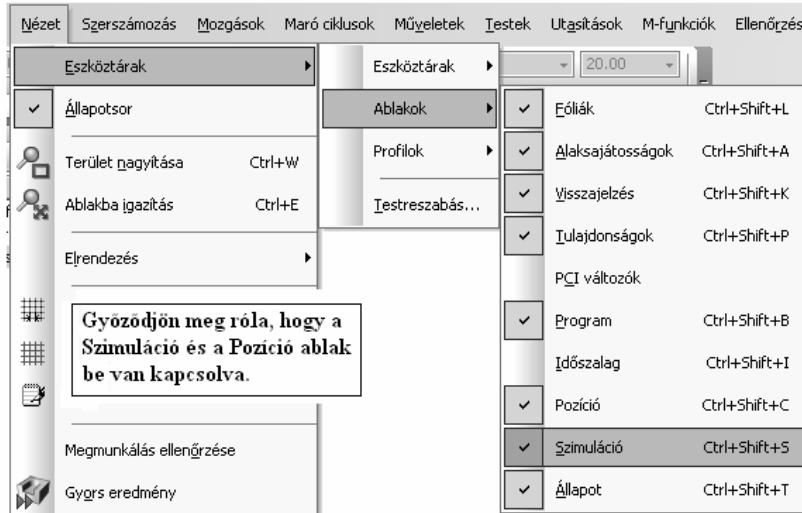 Nézet Szerszámozás Mozgások Maró ciklusok Műveletek Testek Utasítások M-funkciók Ellenőrzés
20.00
Eszköztárak
Állapotsor
Terület nagyítása Ctrl+W
Ablakba igazítás Ctrl+E
Elrendezés
Győződjön meg róla, hogy a
Szimuláció és a Pozíció ablak
be van kapcsolva.
Megmunkálás ellenőrzése
Gyors eredmény
Eszköztárak
Ablakok
Profilok
Testreszabás...
Fóliák Ctrl+Shift+L
Alaksajátosságok Ctrl+Shift+A
Visszajelzés Ctrl+Shift+K
Tulajdonságok Ctrl+Shift+P
PCI változók
Program Ctrl+Shift+B
Időszalag Ctrl+Shift+I
Pozíció Ctrl+Shift+C
Szimuláció Ctrl+Shift+S
Állapot Ctrl+Shift+T